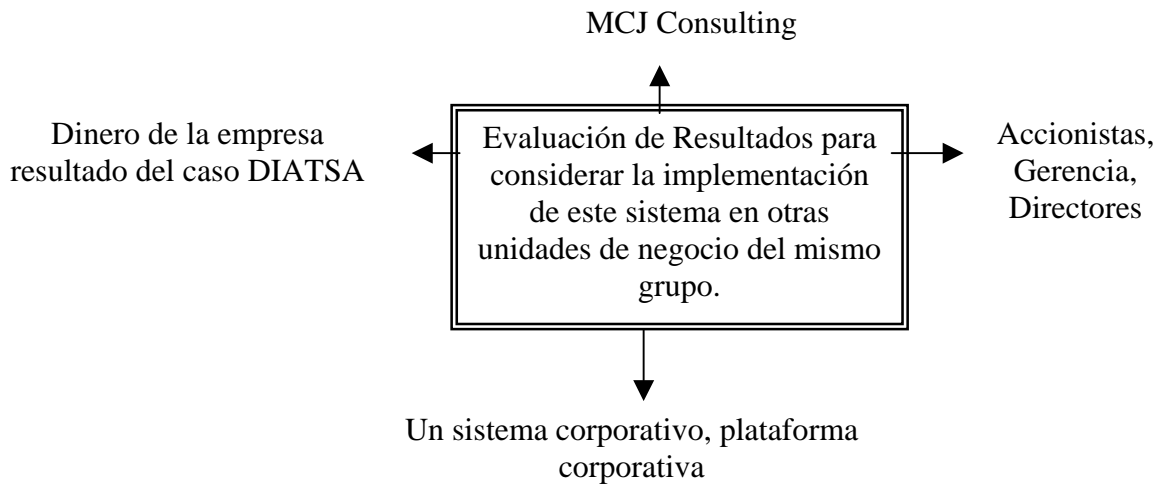 MCJ Consulting
Dinero de la empresa
resultado del caso DIATSA
Evaluación de Resultados para
considerar la implementación
de este sistema en otras
unidades de negocio del mismo
grupo.
Accionistas,
Gerencia,
Directores
Un sistema corporativo, plataforma
corporativa